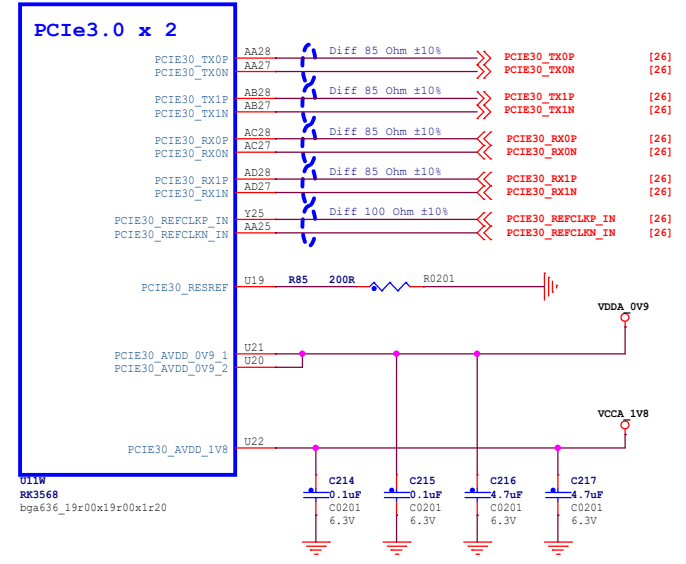 PCIe3.0 x 2
PCIE30_TX0P AA28 Diff 85 Ohm ±10% PCIE30_TX0P [26]
PCIE30_TX0N AA27 PCIE30_TX0N [26]
PCIE30_TX1P AB28 Diff 85 Ohm ±10% PCIE30_TX1P [26]
PCIE30_TX1N AB27 PCIE30_TX1N [26]
PCIE30_RX0P AC28 Diff 85 Ohm ±10% PCIE30_RX0P [26]
PCIE30_RX0N AC27 PCIE30_RX0N [26]
PCIE30_RX1P AD28 Diff 85 Ohm ±10% PCIE30_RX1P [26]
PCIE30_RX1N AD27 PCIE30_RX1N [26]
PCIE30_REFCLKP_IN Y25 Diff 100 Ohm ±10% PCIE30_REFCLKP_IN [26]
PCIE30_REFCLKN_IN AA25 PCIE30_REFCLKN_IN [26]
PCIE30_RESREF U19 R85 200R R0201
VDDA_0V9
PCIE30_AVDD_0V9_1 U21
PCIE30_AVDD_0V9_2 U20
VCCA_1V8
PCIE30_AVDD_1V8 U22
U11W C214 C215 C216 C217
RK3568 0.1uF 0.1uF 4.7uF 4.7uF
bga636_19r00x19r00x1r20 C0201 C0201 C0201 C0201
6.3V 6.3V 6.3V 6.3V